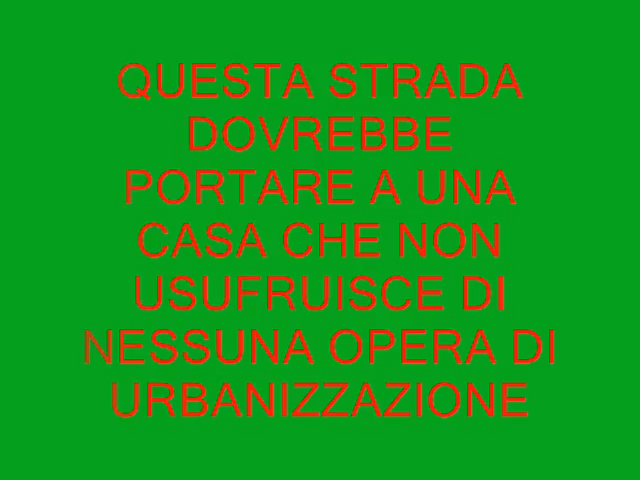 QUESTA STRADA
DOVREBBE
PORTARE A UNA
CASA CHE NON
USUFRUISCE DI
NESSUNA OPERA DI
URBANIZZAZIONE